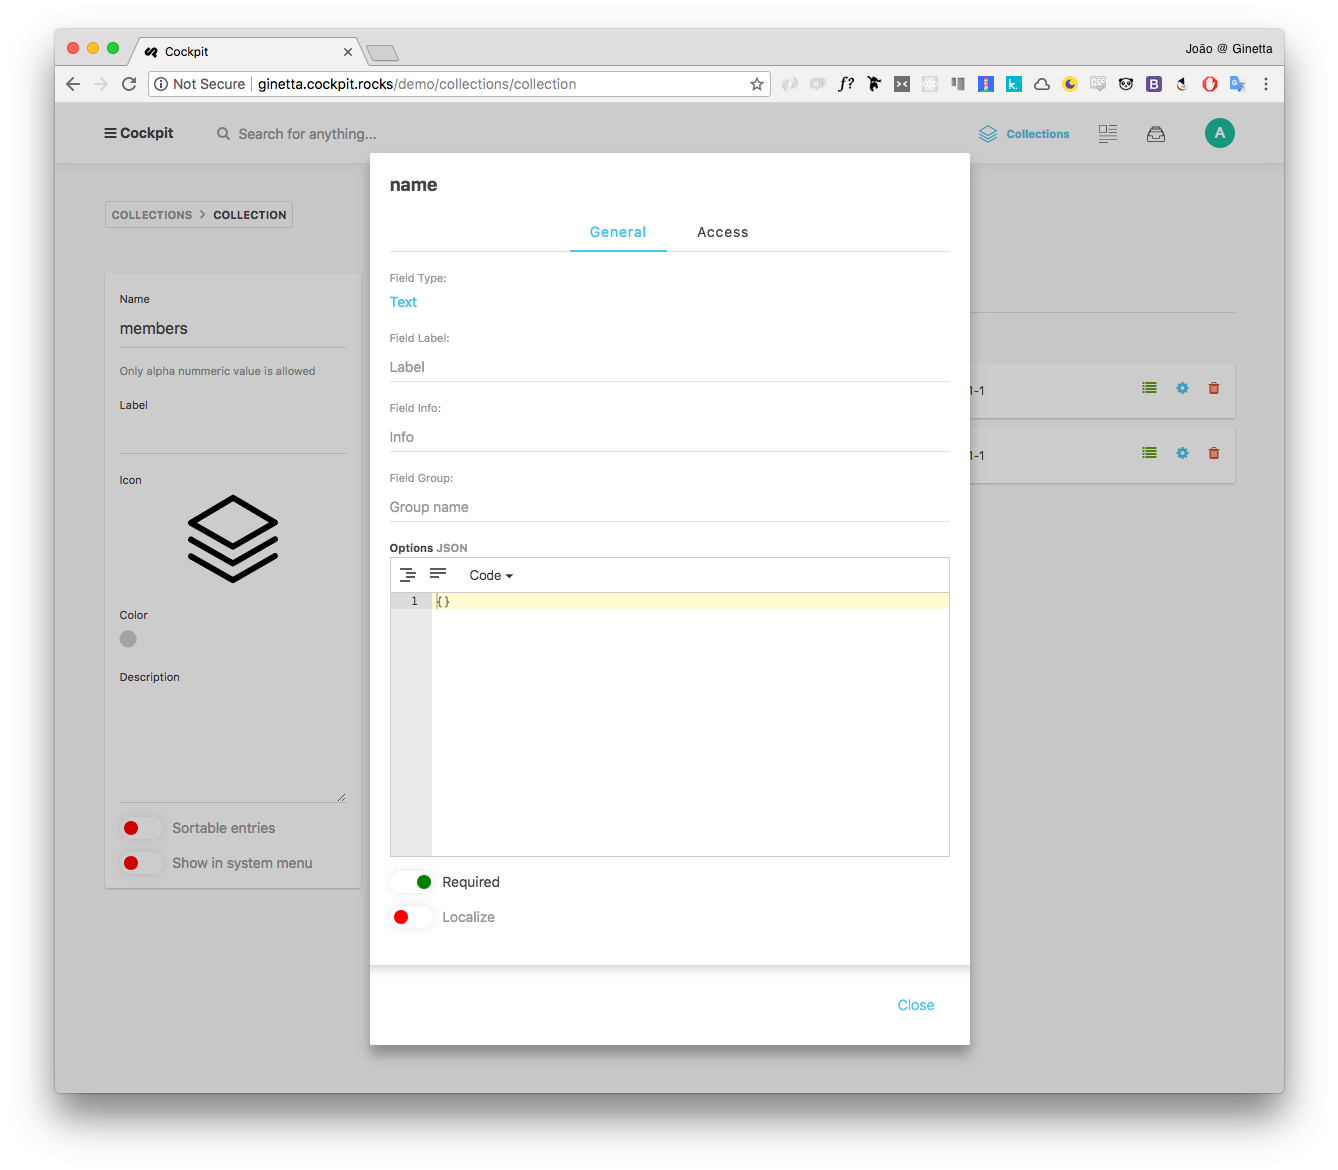 Cockpit
João @ Ginetta
Not Secure ginetta.cockpit.rocks/demo/collections/collection
Cockpit
Search for anything...
Collections
A
COLLECTIONS > COLLECTION
Name
members
Only alpha nummeric value is allowed
Label
Icon
Color
Description
Sortable entries
Show in system menu
name
General Access
Field Type:
Text
Field Label:
Label
Field Info:
Info
Field Group:
Group name
Options JSON
Code
1 {}
Required
Localize
Close
-1
-1